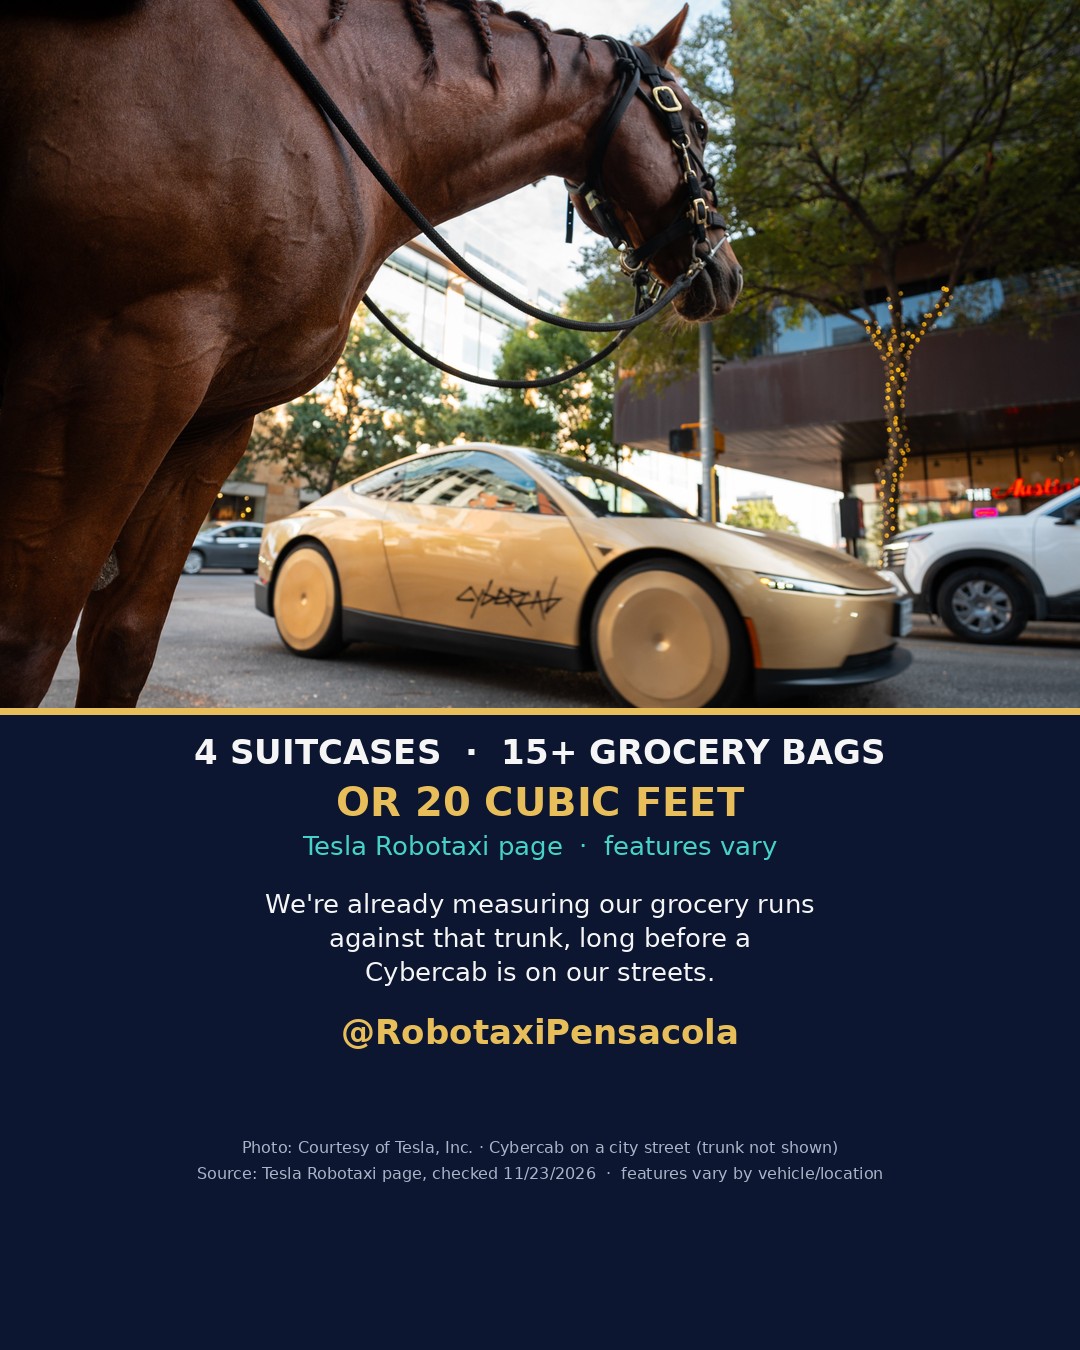 CYBERCAB
THE Austin
4 SUITCASES · 15+ GROCERY BAGS
OR 20 CUBIC FEET
Tesla Robotaxi page · features vary
We're already measuring our grocery runs
against that trunk, long before a
Cybercab is on our streets.
@RobotaxiPensacola
Photo: Courtesy of Tesla, Inc. · Cybercab on a city street (trunk not shown)
Source: Tesla Robotaxi page, checked 11/23/2026 · features vary by vehicle/location